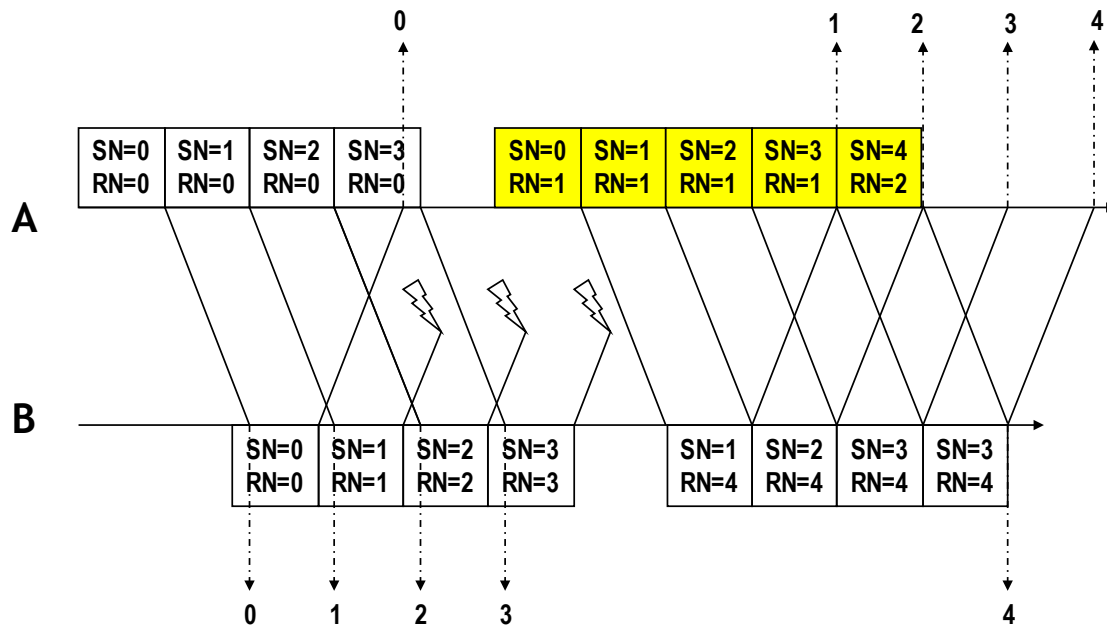 0
1
2
3
4
SN=0
RN=0
SN=1
RN=0
SN=2
RN=0
SN=3
RN=0
SN=0
RN=1
SN=1
RN=1
SN=2
RN=1
SN=3
RN=1
SN=4
RN=2
A
B
SN=0
RN=0
SN=1
RN=1
SN=2
RN=2
SN=3
RN=3
SN=1
RN=4
SN=2
RN=4
SN=3
RN=4
SN=3
RN=4
0
1
2
3
4